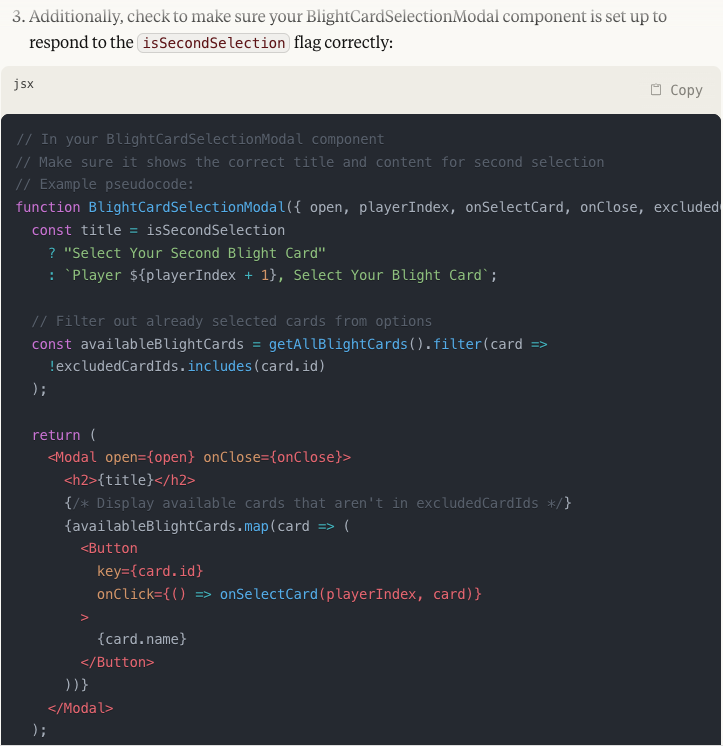 3. Additionally, check to make sure your BlightCardSelectionModal component is set up to
respond to the isSecondSelection flag correctly:
jsx
Copy
// In your BlightCardSelectionModal component
// Make sure it shows the correct title and content for second selection
// Example pseudocode:
function BlightCardSelectionModal({ open, playerIndex, onSelectCard, onClose, excluded
  const title = isSecondSelection
    ? "Select Your Second Blight Card"
    : `Player ${playerIndex + 1}, Select Your Blight Card`;
  // Filter out already selected cards from options
  const availableBlightCards = getAllBlightCards().filter(card =>
    !excludedCardIds.includes(card.id)
  );
  return (
    <Modal open={open} onClose={onClose}>
      <h2>{title}</h2>
      {/* Display available cards that aren't in excludedCardIds */}
      {availableBlightCards.map(card => (
        <Button
          key={card.id}
          onClick={() => onSelectCard(playerIndex, card)}
        >
          {card.name}
        </Button>
      ))}
    </Modal>
  );